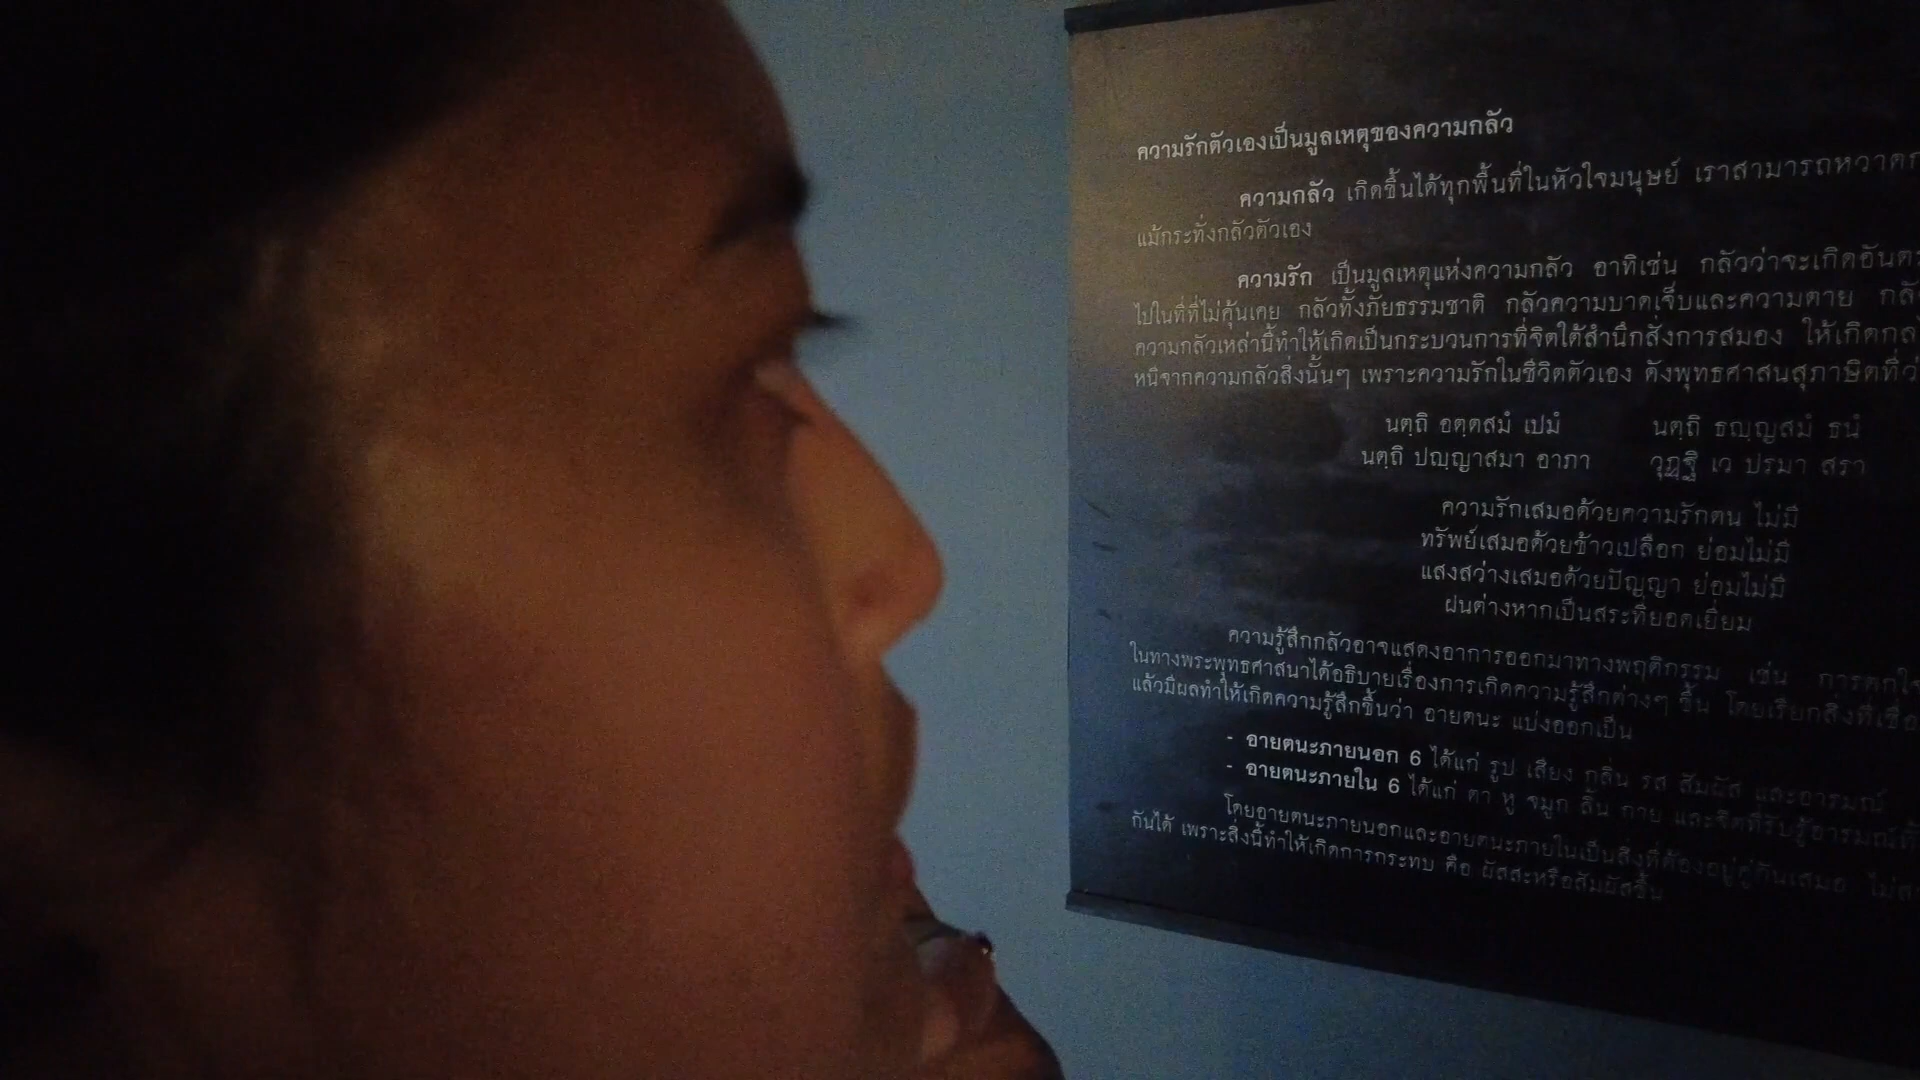 ความรักตัวเองเป็นมูลเหตุของความกลัว
ความกลัว เกิดขึ้นได้ทุกพื้นที่ในหัวใจมนุษย์ เราสามารถหวาดก
แม้กระทั่งกลัวตัวเอง
ความรัก เป็นมูลเหตุแห่งความกลัว อาทิเช่น กลัวว่าจะเกิดอันต
ไปในที่ที่ไม่คุ้นเคย กลัวทั้งภัยธรรมชาติ กลัวความบาดเจ็บและความตาย กลั
ความกลัวเหล่านี้ทำให้เกิดเป็นกระบวนการที่จิตใต้สำนึกสั่งการสมอง ให้เกิดกล
หนีจากความกลัวสิ่งนั้นๆ เพราะความรักในชีวิตตัวเอง ดังพุทธศาสนสุภาษิตที่ว
นตฺถิ อตฺตสมํ เปมํ นตฺถิ ธญฺญสมํ ธนํ
นตฺถิ ปญฺญาสมา อาภา วุฏฺฐิ เว ปรมา สรา
ความรักเสมอด้วยความรักตน ไม่มี
ทรัพย์เสมอด้วยข้าวเปลือก ย่อมไม่มี
แสงสว่างเสมอด้วยปัญญา ย่อมไม่มี
ฝนต่างหากเป็นสระที่ยอดเยี่ยม
ความรู้สึกกลัวอาจแสดงอาการออกมาทางพฤติกรรม เช่น การตกใจ
ในทางพระพุทธศาสนาได้อธิบายเรื่องการเกิดความรู้สึกต่างๆ ขึ้น โดยเรียกสิ่งที่เชื่อ
แล้วมีผลทำให้เกิดความรู้สึกขึ้นว่า อายตนะ แบ่งออกเป็น
- อายตนะภายนอก 6 ได้แก่ รูป เสียง กลิ่น รส สัมผัส และอารมณ์
- อายตนะภายใน 6 ได้แก่ ตา หู จมูก ลิ้น กาย และจิตที่รับรู้อารมณ์
โดยอายตนะภายนอกและอายตนะภายในเป็นสิ่งที่ต้องอยู่คู่กันเสมอ ไม่ส
กันได้ เพราะสิ่งนี้ทำให้เกิดการกระทบ คือ ผัสสะหรือสัมผัสขึ้น